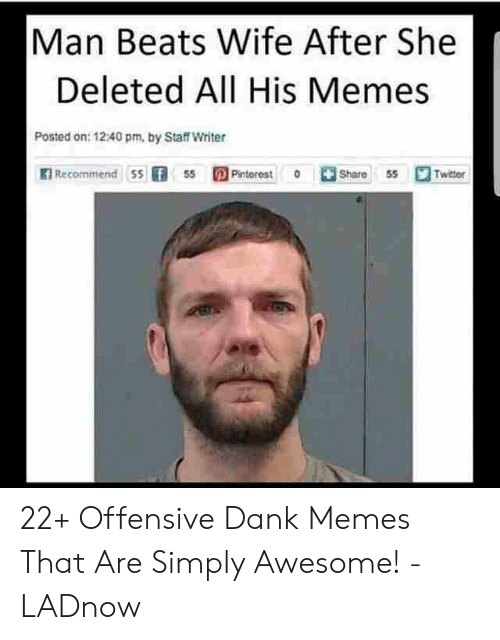 Man Beats Wife After She
Deleted All His Memes
Posted on: 12:40 pm, by Staff Writer
Recommend 55 f 55 Pinterest 0 Share 55 Twitter
22+ Offensive Dank Memes
That Are Simply Awesome! -
LADnow